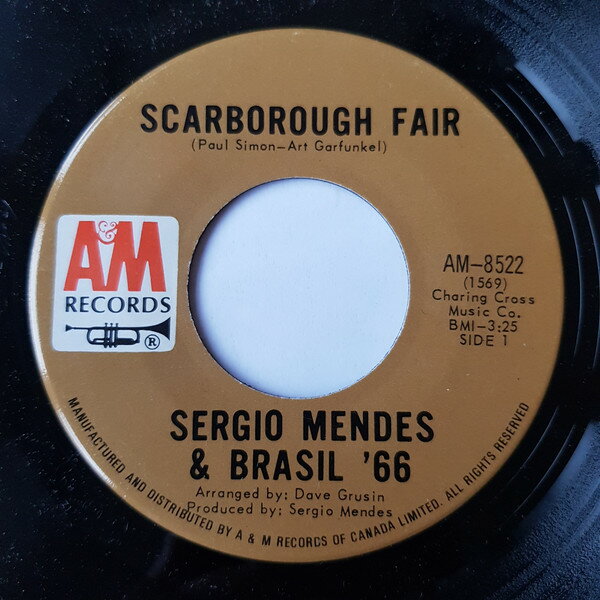 SCARBOROUGH FAIR
(Paul Simon—Art Garfunkel)
A&M
RECORDS
®
AM—8522
(1569)
Charing Cross
Music Co.
BMI—3:25
SIDE 1
SERGIO MENDES
& BRASIL '66
Arranged by: Dave Grusin
Produced by: Sergio Mendes
MANUFACTURED AND DISTRIBUTED BY A & M RECORDS OF CANADA LIMITED. ALL RIGHTS RESERVED